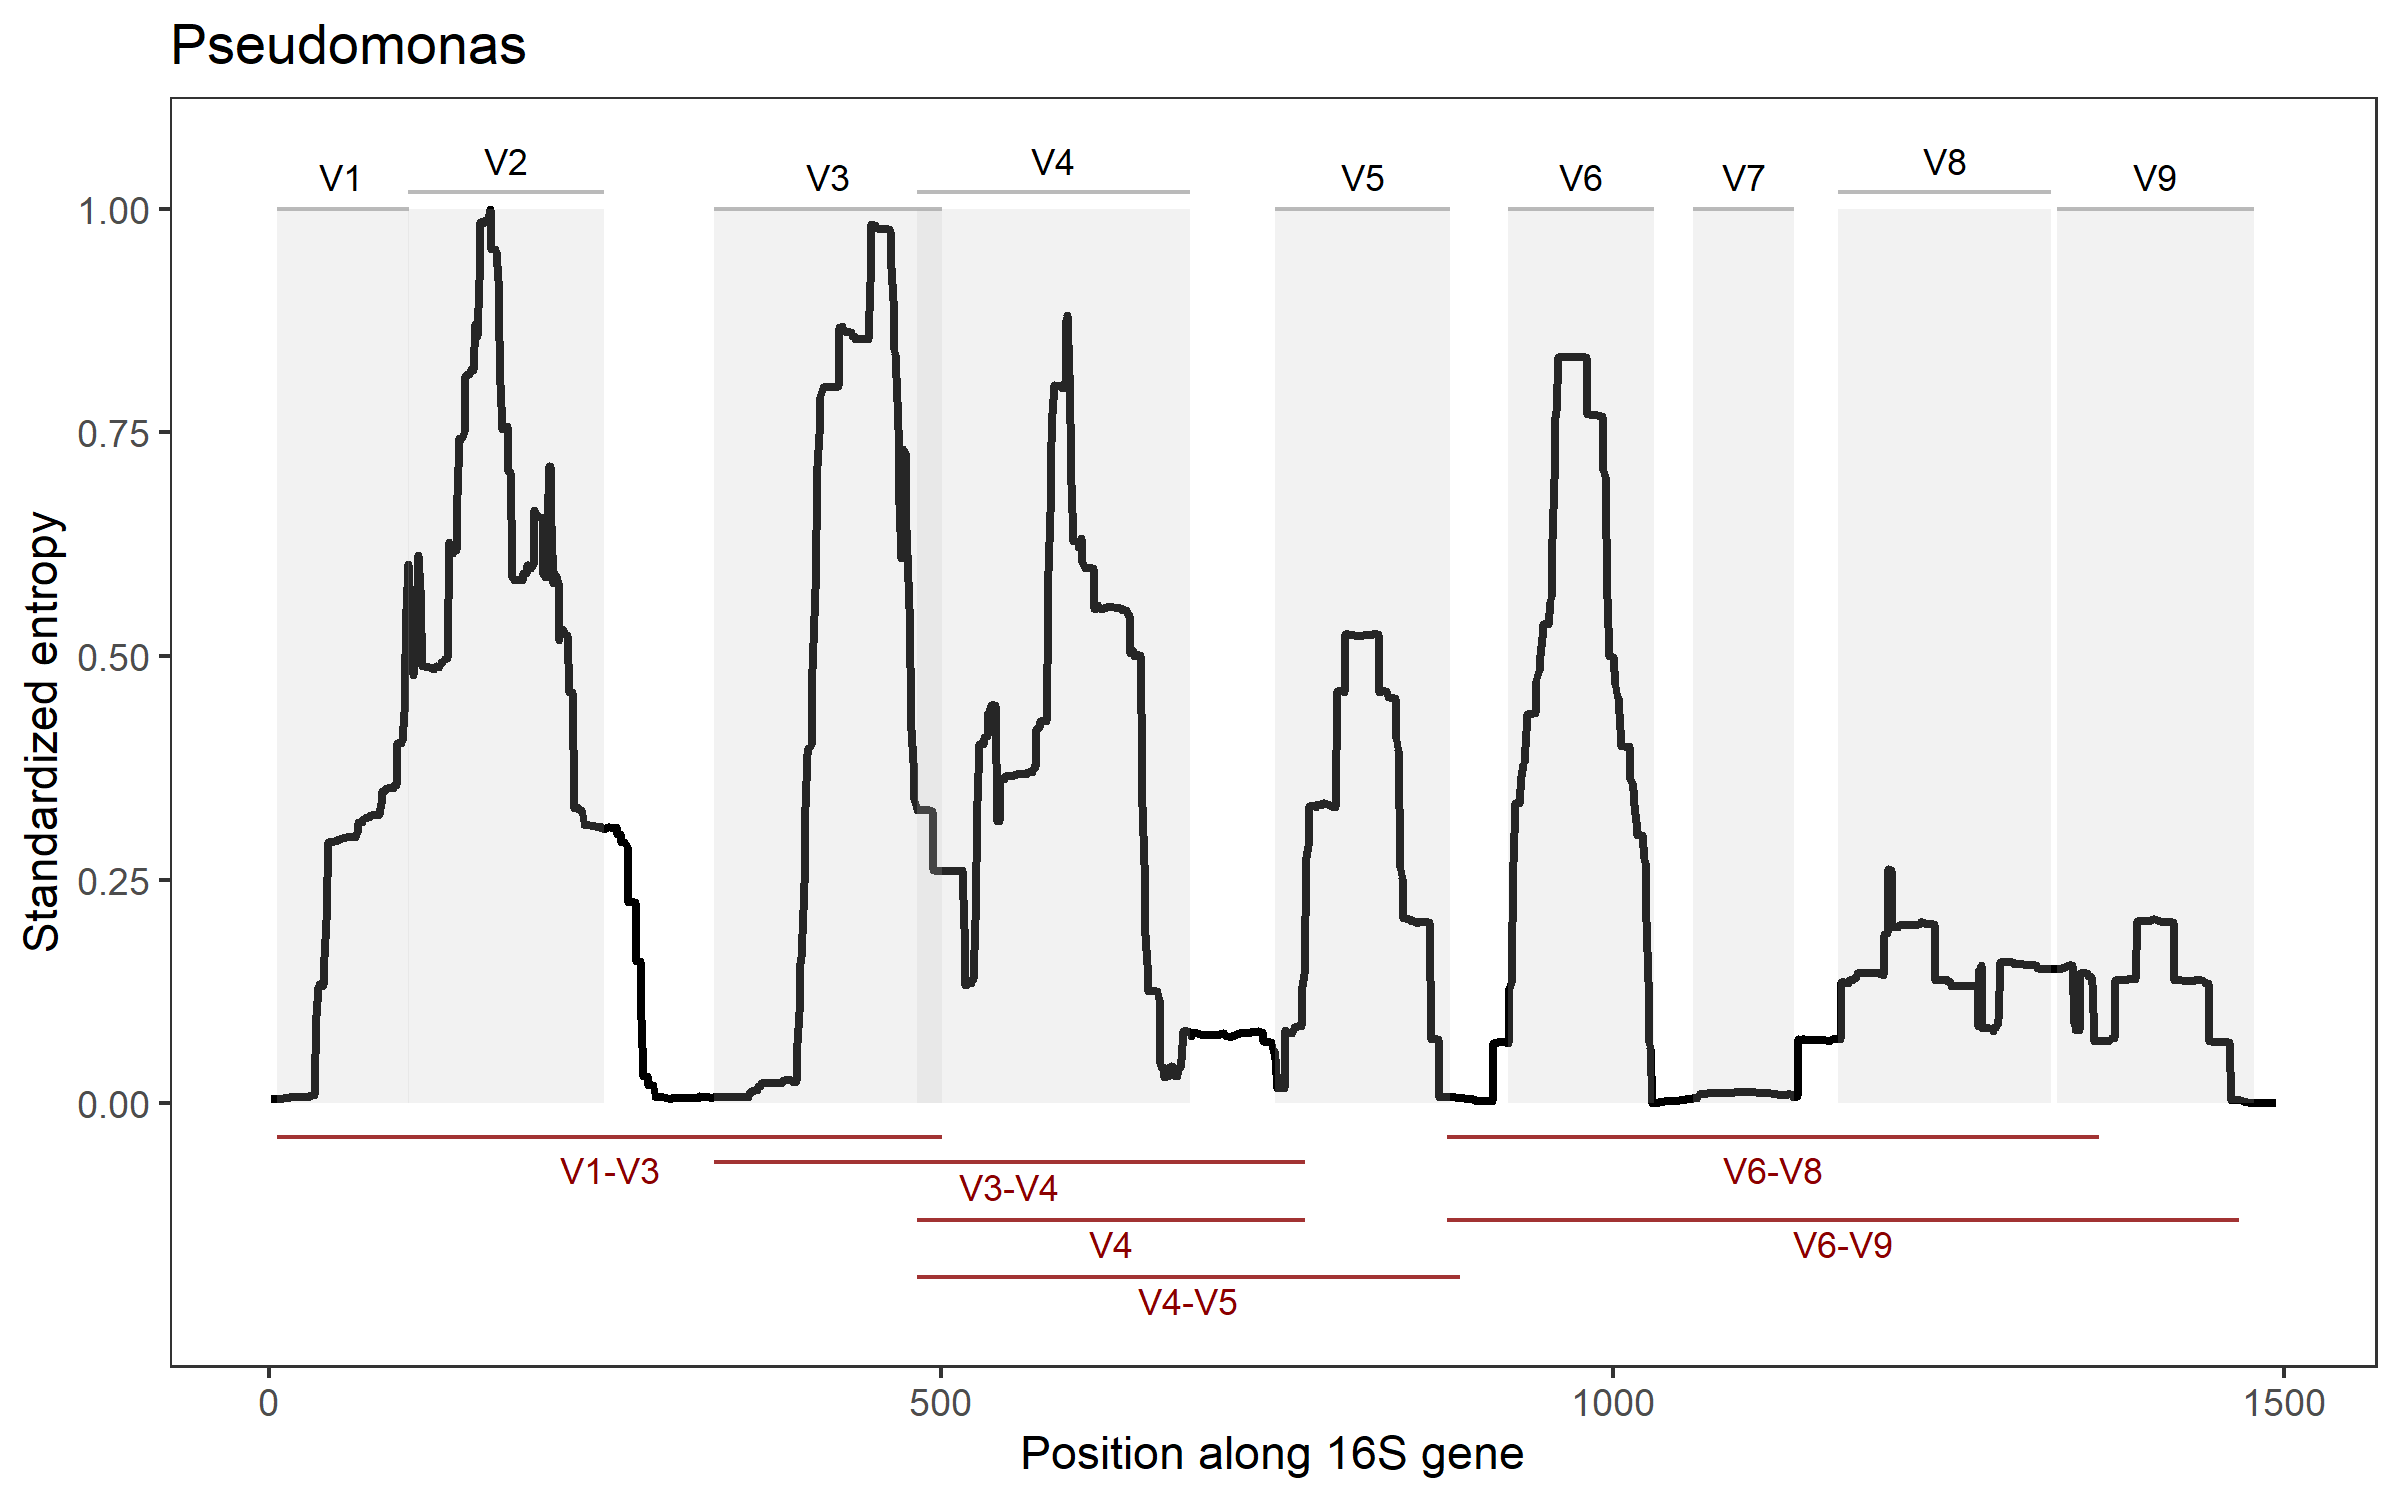 Pseudomonas
V1
V2
V3
V4
V5
V6
V7
V8
V9
1.00
0.75
0.50
0.25
0.00
Standardized entropy
V1-V3
V3-V4
V4
V4-V5
V6-V8
V6-V9
0
500
1000
1500
Position along 16S gene